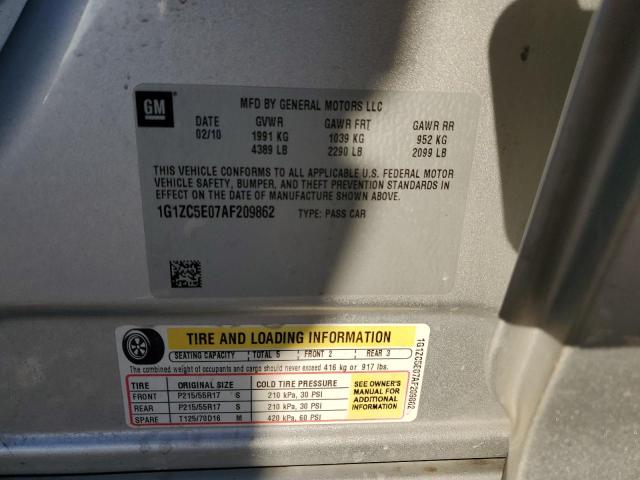 GM
MFD BY GENERAL MOTORS LLC
DATE GVWR GAWR FRT GAWR RR
02/10 1991 KG 1039 KG 952 KG
4389 LB 2290 LB 2099 LB
THIS VEHICLE CONFORMS TO ALL APPLICABLE U.S. FEDERAL MOTOR
VEHICLE SAFETY, BUMPER, AND THEFT PREVENTION STANDARDS IN
EFFECT ON THE DATE OF MANUFACTURE SHOWN ABOVE.
1G1ZC5E07AF209862 TYPE: PASS CAR
TIRE AND LOADING INFORMATION
SEATING CAPACITY TOTAL 5 FRONT 2 REAR 3
The combined weight of occupants and cargo should never exceed 416 kg or 917 lbs.
TIRE ORIGINAL SIZE COLD TIRE PRESSURE
FRONT P215/55R17 S 210 kPa, 30 PSI
REAR P215/55R17 S 210 kPa, 30 PSI
SPARE T125/70D16 M 420 kPa, 60 PSI
SEE OWNER'S
MANUAL FOR
ADDITIONAL
INFORMATION
1G1ZC5E07AF209862